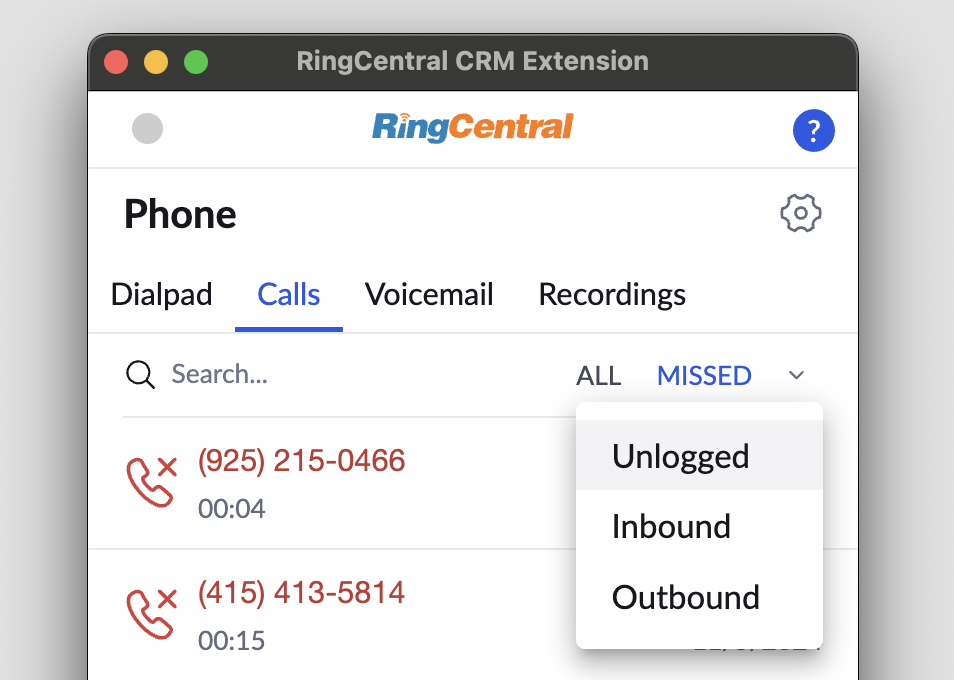 RingCentral CRM Extension
RingCentral
?
Phone
Dialpad Calls Voicemail Recordings
Search... ALL MISSED
Unlogged
(925) 215-0466
00:04
Inbound
(415) 413-5814
Outbound
00:15